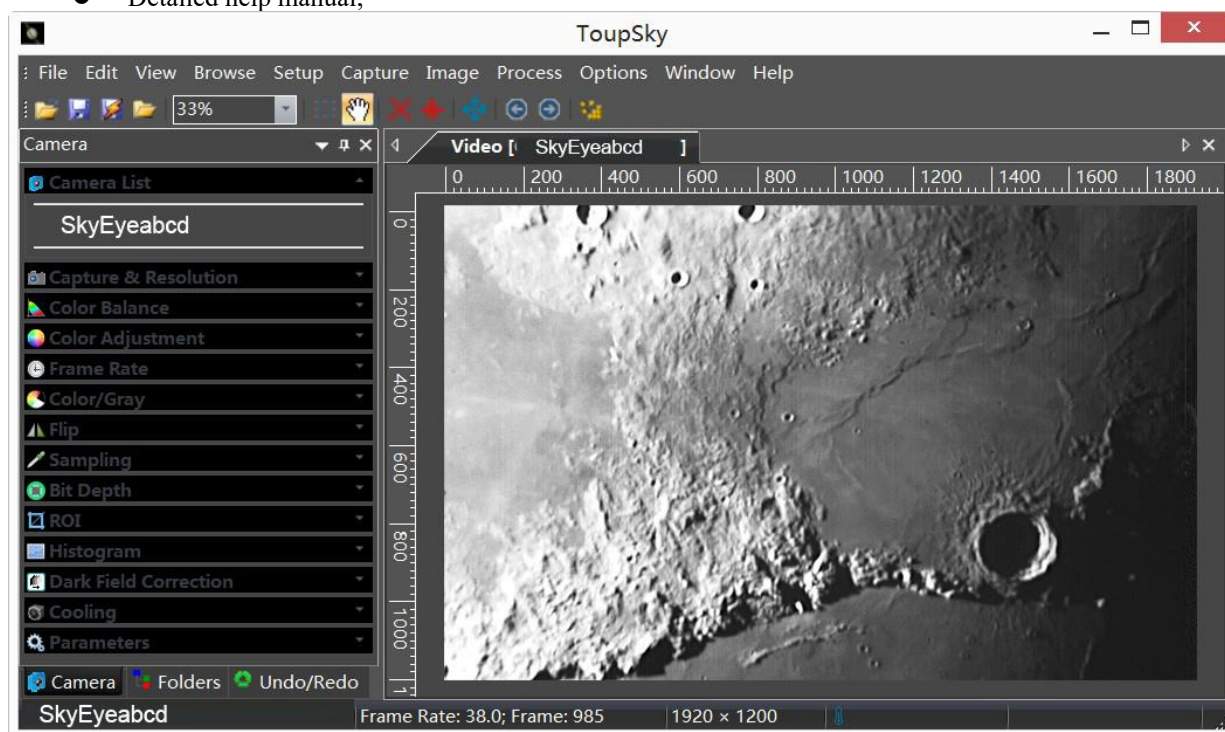 ● Detailed help manual;
ToupSky
File Edit View Browse Setup Capture Image Process Options Window Help
33%
Camera
Video [ SkyEyeabcd ]
Camera List
0 200 400 600 800 1000 1200 1400 1600 1800
SkyEyeabcd
0
Capture & Resolution
Color Balance
200
Color Adjustment
Frame Rate
Color/Gray
400
Flip
Sampling
600
Bit Depth
ROI
Histogram
800
Dark Field Correction
Cooling
1000
Parameters
Camera Folders Undo/Redo
SkyEyeabcd Frame Rate: 38.0; Frame: 985 1920 × 1200